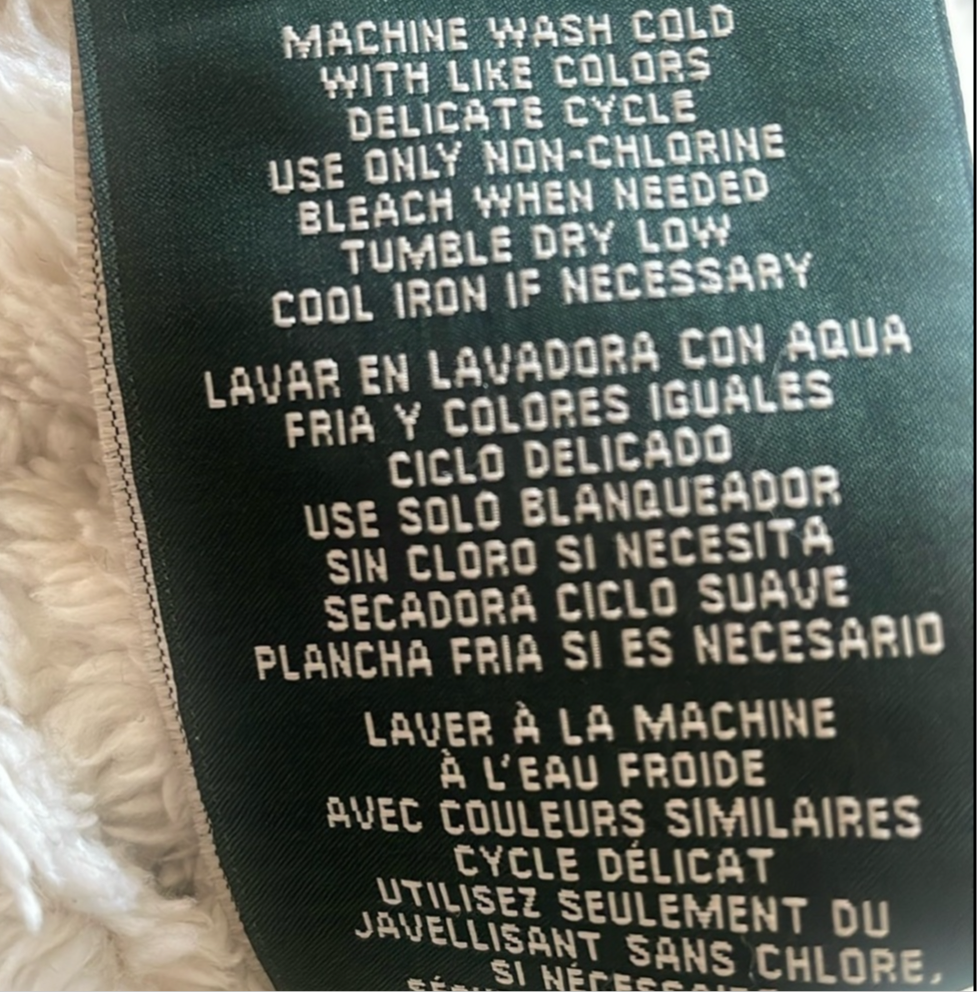 MACHINE WASH COLD
WITH LIKE COLORS
DELICATE CYCLE
USE ONLY NON-CHLORINE
BLEACH WHEN NEEDED
TUMBLE DRY LOW
COOL IRON IF NECESSARY
LAVAR EN LAVADORA CON AQUA
FRIA Y COLORES IGUALES
CICLO DELICADO
USE SOLO BLANQUEADOR
SIN CLORO SI NECESITA
SECADORA CICLO SUAVE
PLANCHA FRIA SI ES NECESARIO
LAVER À LA MACHINE
À L'EAU FROIDE
AVEC COULEURS SIMILAIRES
CYCLE DÉLICAT
UTILISEZ SEULEMENT DU
JAVELLISANT SANS CHLORE,
SI